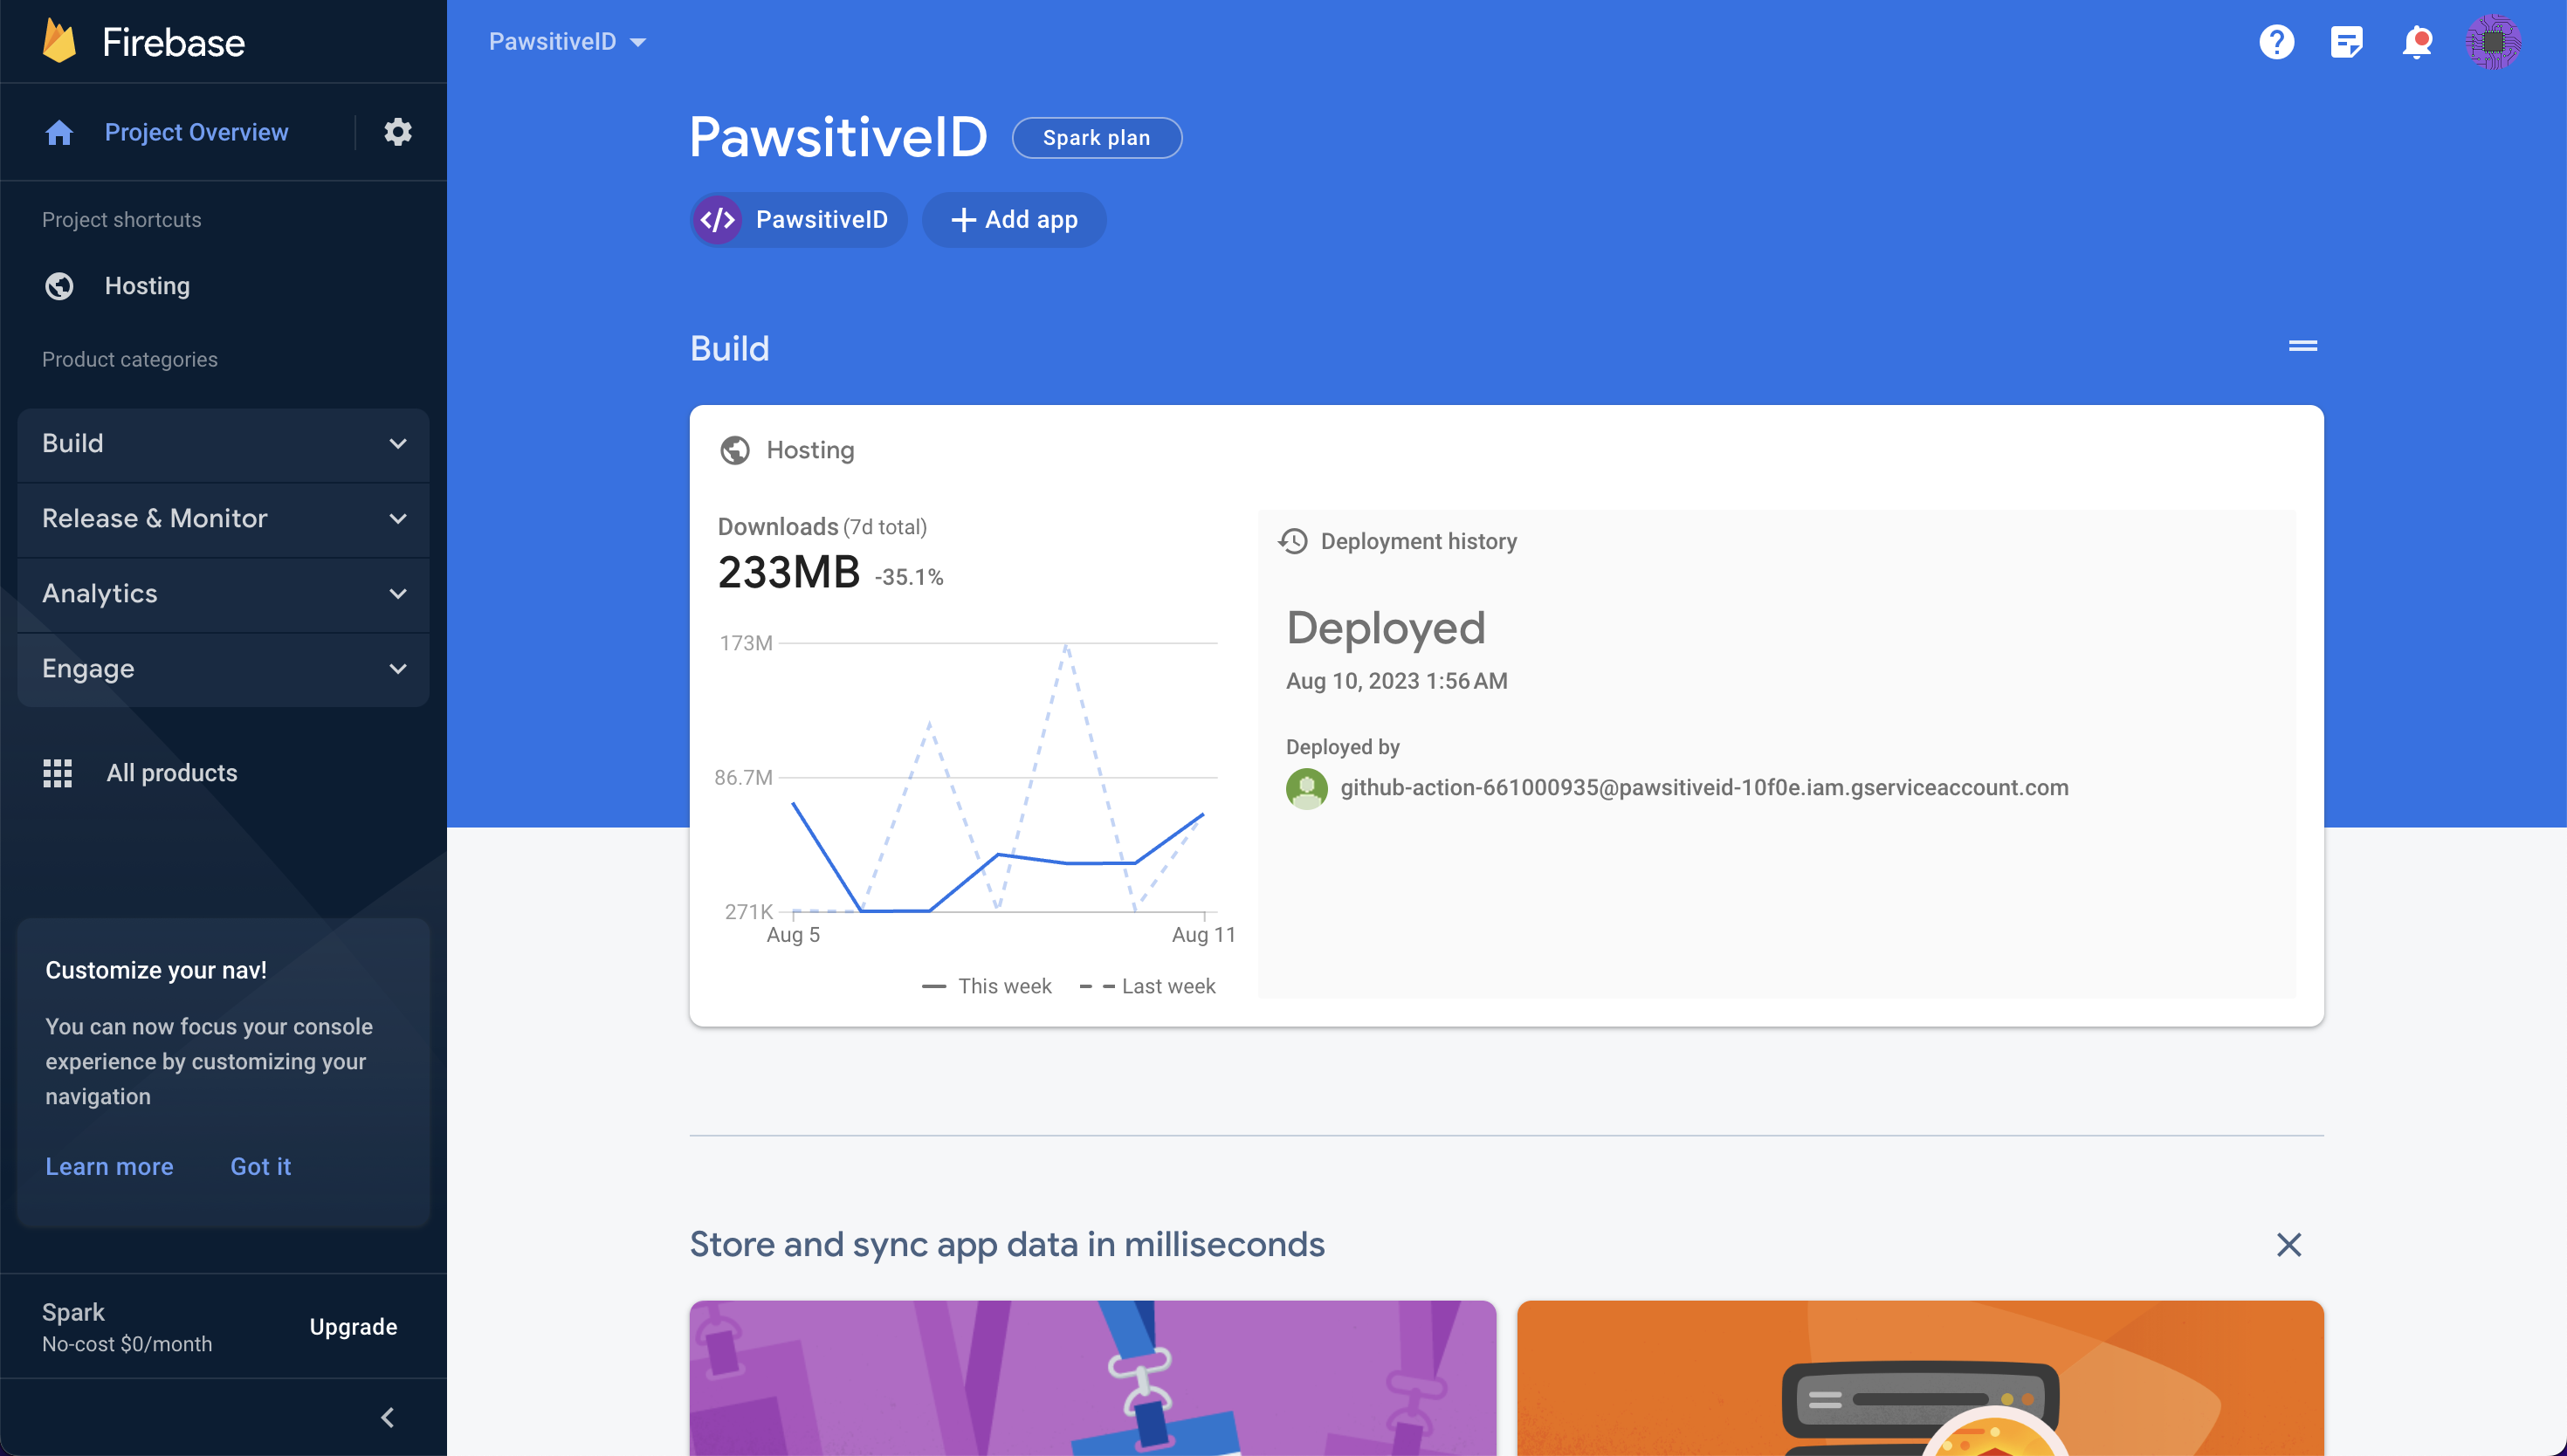 Firebase
Project Overview
Project shortcuts
Hosting
Product categories
Build
Release & Monitor
Analytics
Engage
All products
Customize your nav!
You can now focus your console
experience by customizing your
navigation
Learn more Got it
Spark
No-cost $0/month
Upgrade
PawsitiveID
PawsitiveID Spark plan
</> PawsitiveID + Add app
Build
Hosting
Downloads (7d total)
233MB -35.1%
173M
86.7M
271K
Aug 5 Aug 11
This week Last week
Deployment history
Deployed
Aug 10, 2023 1:56 AM
Deployed by
github-action-661000935@pawsitiveid-10f0e.iam.gserviceaccount.com
Store and sync app data in milliseconds